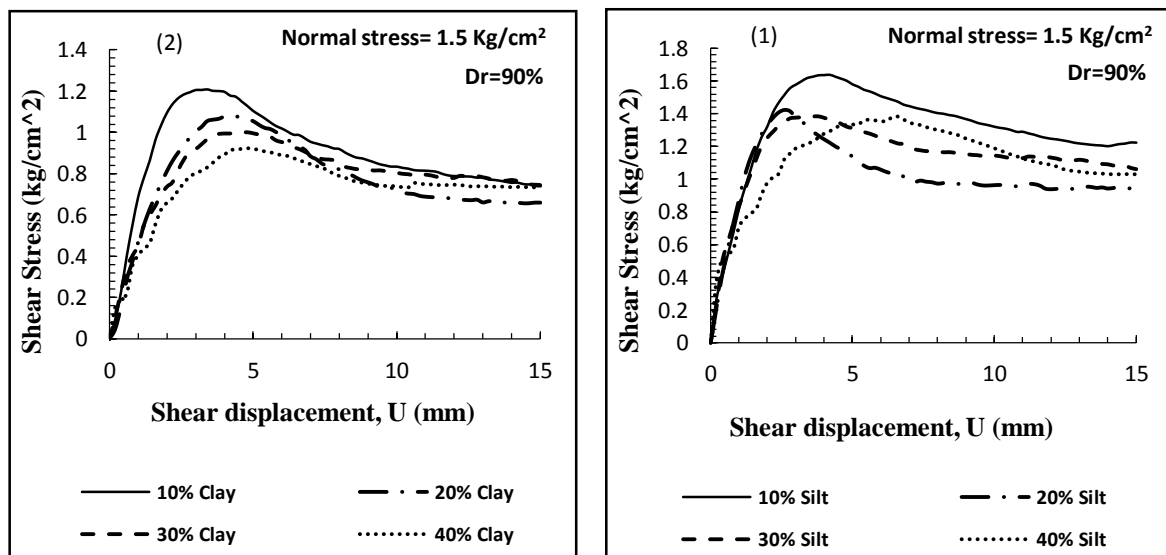 (2)
Normal stress= 1.5 Kg/cm²
Dr=90%
Shear Stress (kg/cm^2)
1.4
1.2
1
0.8
0.6
0.4
0.2
0
0
5
10
15
Shear displacement, U (mm)
10% Clay
20% Clay
30% Clay
40% Clay
(1)
Normal stress= 1.5 Kg/cm²
Dr=90%
Shear Stress (kg/cm^2)
1.8
1.6
1.4
1.2
1
0.8
0.6
0.4
0.2
0
0
5
10
15
Shear displacement, U (mm)
10% Silt
20% Silt
30% Silt
40% Silt